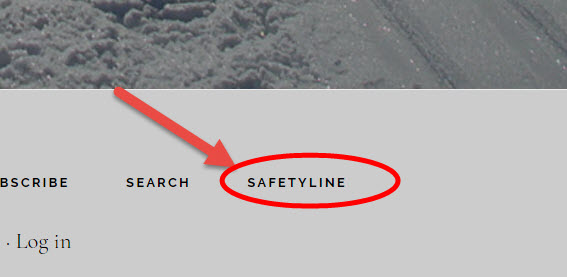 BSCRIBE SEARCH SAFETYLINE
· Log in